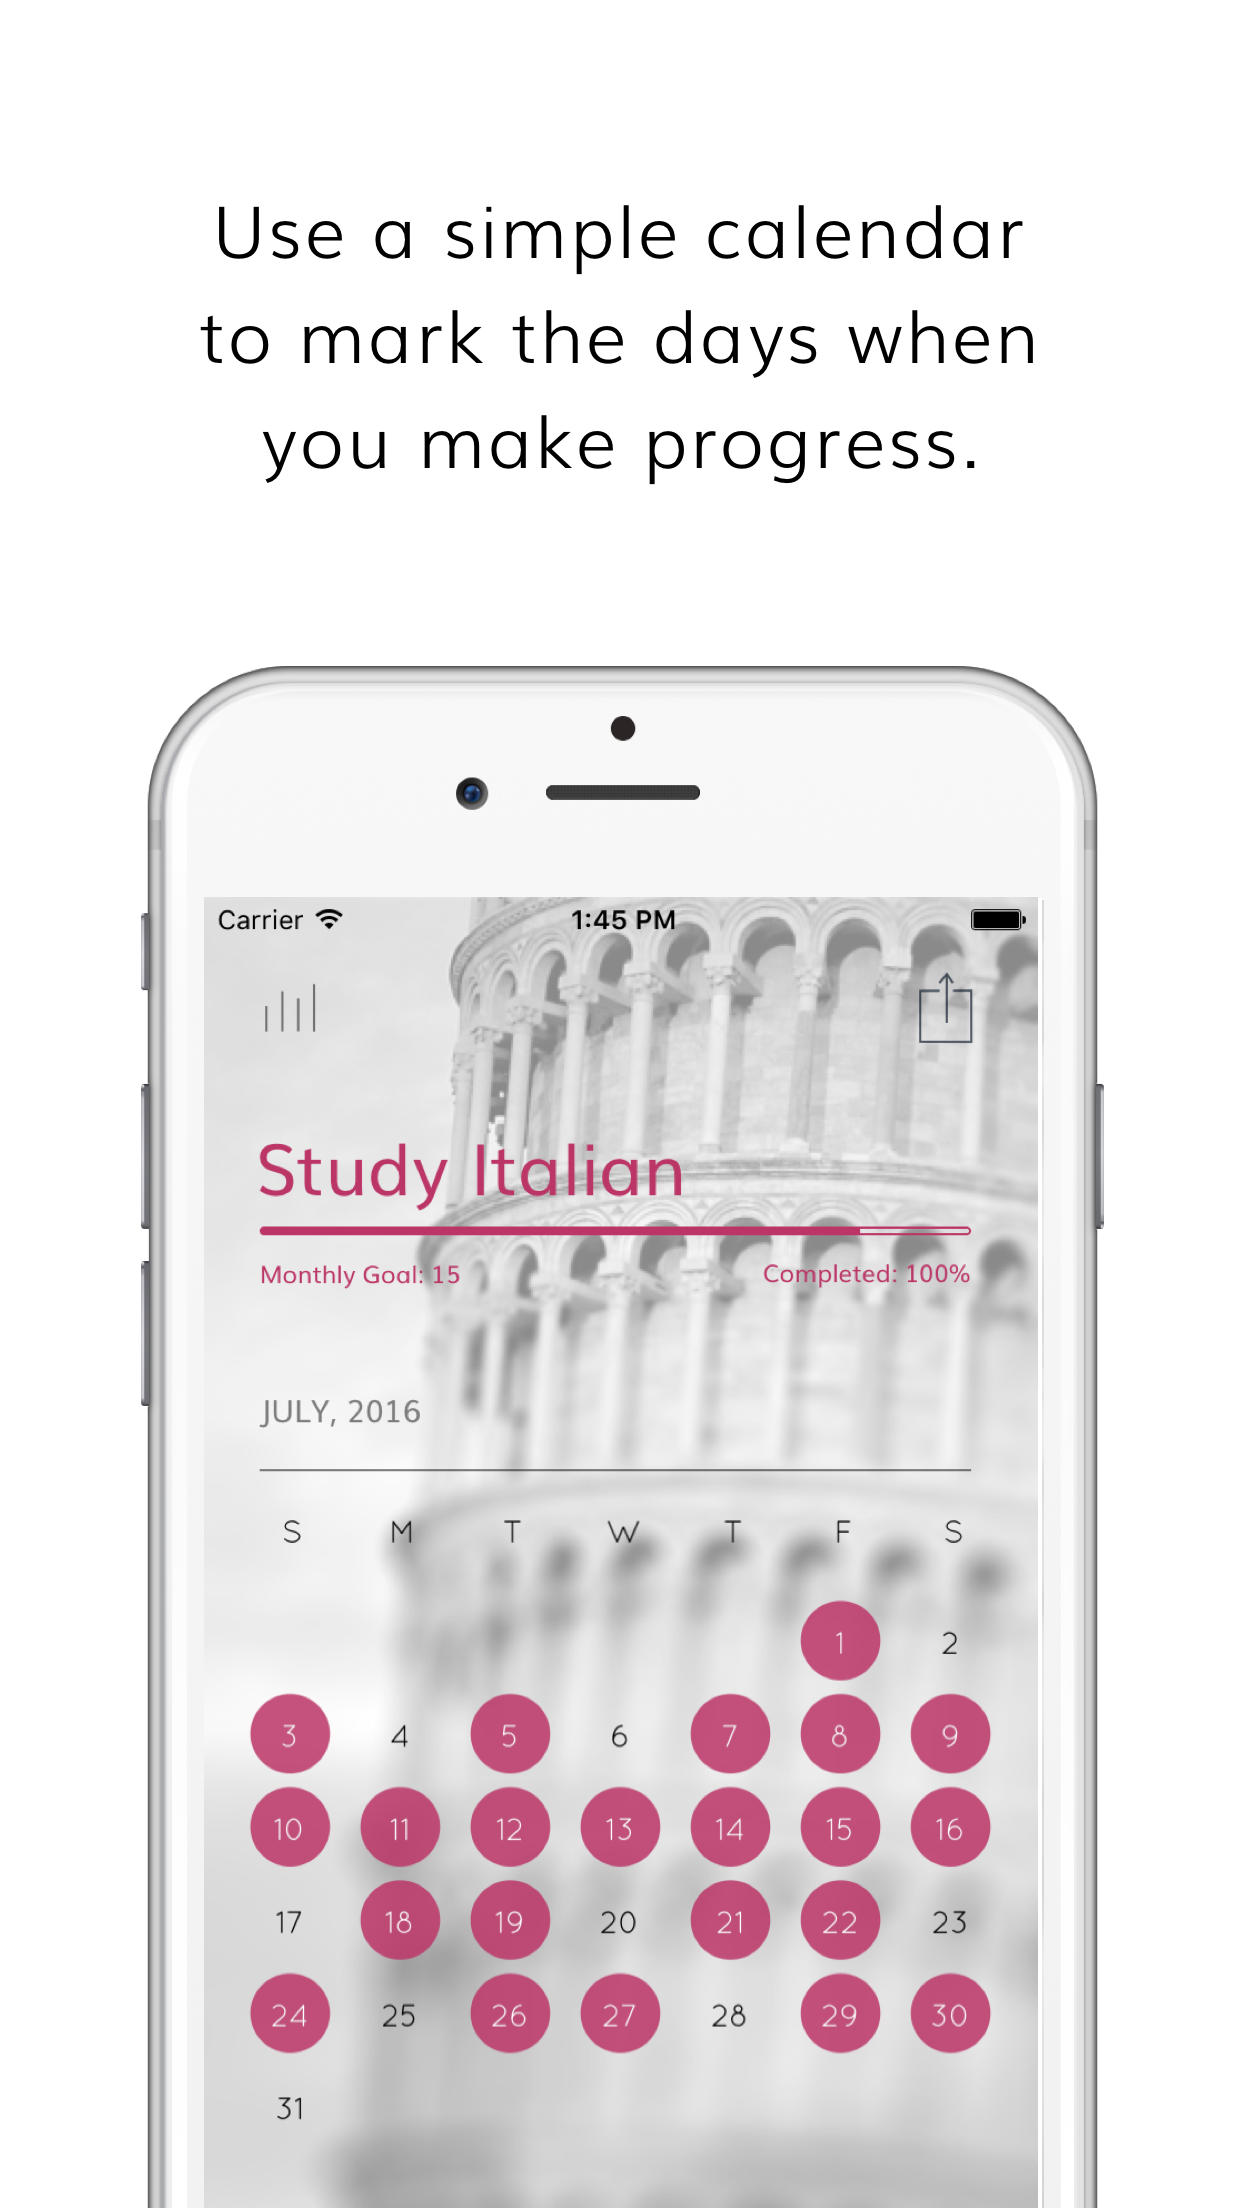 Use a simple calendar
to mark the days when
you make progress.
Carrier 1:45 PM
Study Italian
Monthly Goal: 15 Completed: 100%
JULY, 2016
S M T W T F S
1 2
3 4 5 6 7 8 9
10 11 12 13 14 15 16
17 18 19 20 21 22 23
24 25 26 27 28 29 30
31